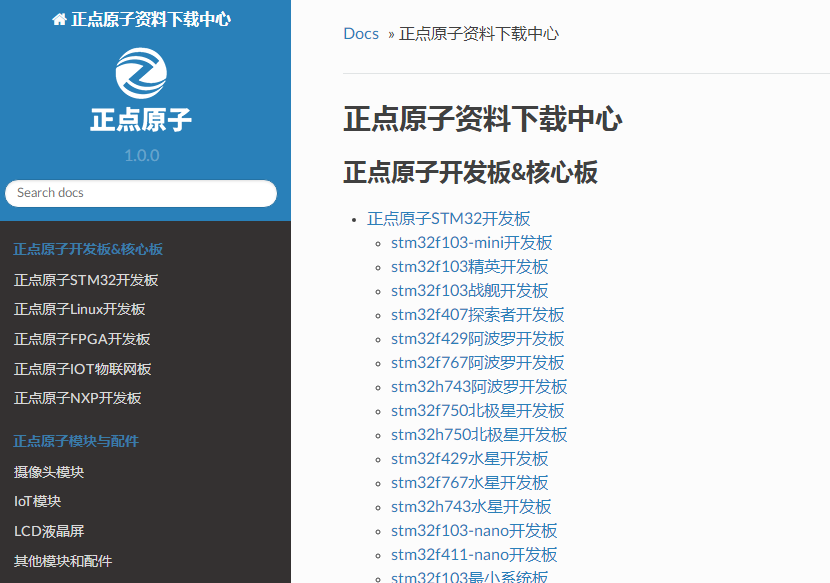 正点原子资料下载中心
正点原子
1.0.0
Search docs
正点原子开发板&核心板
正点原子STM32开发板
正点原子Linux开发板
正点原子FPGA开发板
正点原子IOT物联网板
正点原子NXP开发板
正点原子模块与配件
摄像头模块
IoT模块
LCD液晶屏
其他模块和配件
Docs » 正点原子资料下载中心
正点原子资料下载中心
正点原子开发板&核心板
正点原子STM32开发板
stm32f103-mini开发板
stm32f103精英开发板
stm32f103战舰开发板
stm32f407探索者开发板
stm32f429阿波罗开发板
stm32f767阿波罗开发板
stm32h743阿波罗开发板
stm32f750北极星开发板
stm32h750北极星开发板
stm32f429水星开发板
stm32f767水星开发板
stm32h743水星开发板
stm32f103-nano开发板
stm32f411-nano开发板
stm32f103最小系统板